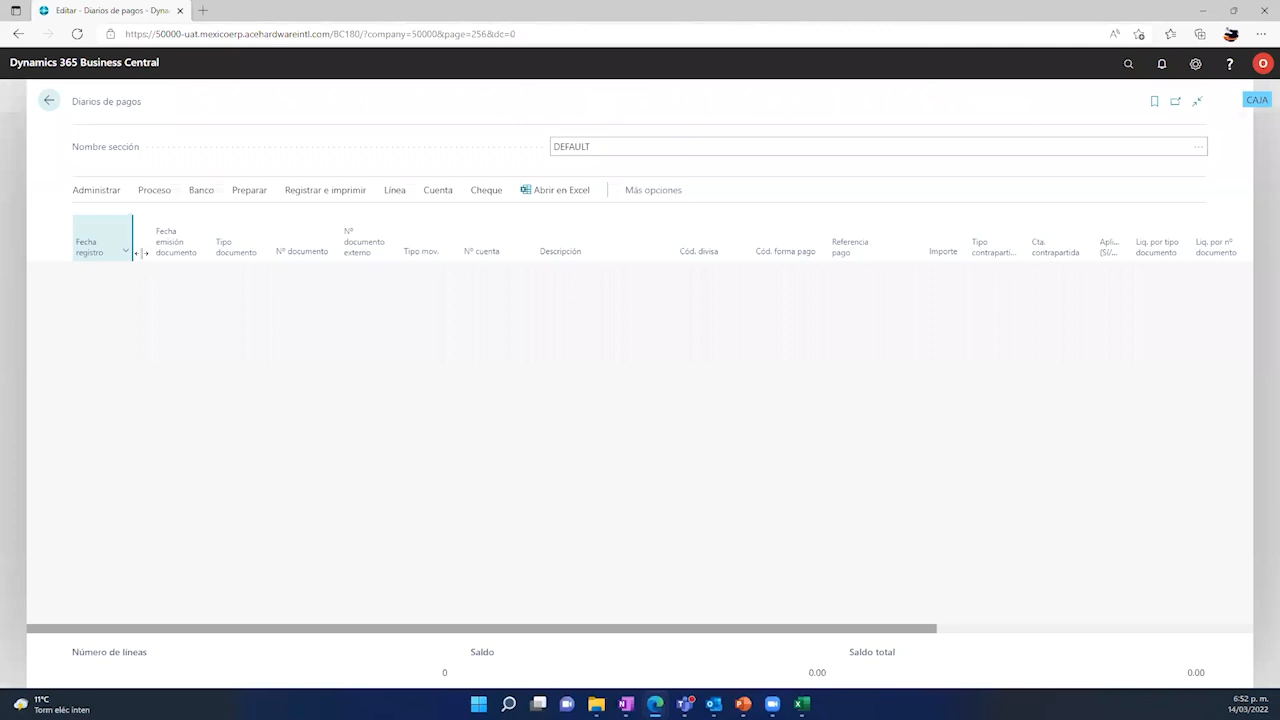 Editar - Diarios de pagos - Dyna
https://50000-uat.mexicoerp.acehardwareintl.com/BC180/?company=50000&page=256&dc=0
Dynamics 365 Business Central
Diarios de pagos
CAJA
Nombre sección
DEFAULT
Administrar Proceso Banco Preparar Registrar e imprimir Línea Cuenta Cheque Abrir en Excel Más opciones
Fecha registro
Fecha emisión documento
Tipo documento
Nº documento
Nº documento externo
Tipo mov.
Nº cuenta
Descripción
Cód. divisa
Cód. forma pago
Referencia pago
Importe
Tipo contraparti...
Cta. contrapartida
Apli... (Sí/...
Liq. por tipo documento
Liq. por nº documento
Número de líneas
0
Saldo
0.00
Saldo total
0.00
11°C
Torm eléc inten
6:52 p. m.
14/03/2022